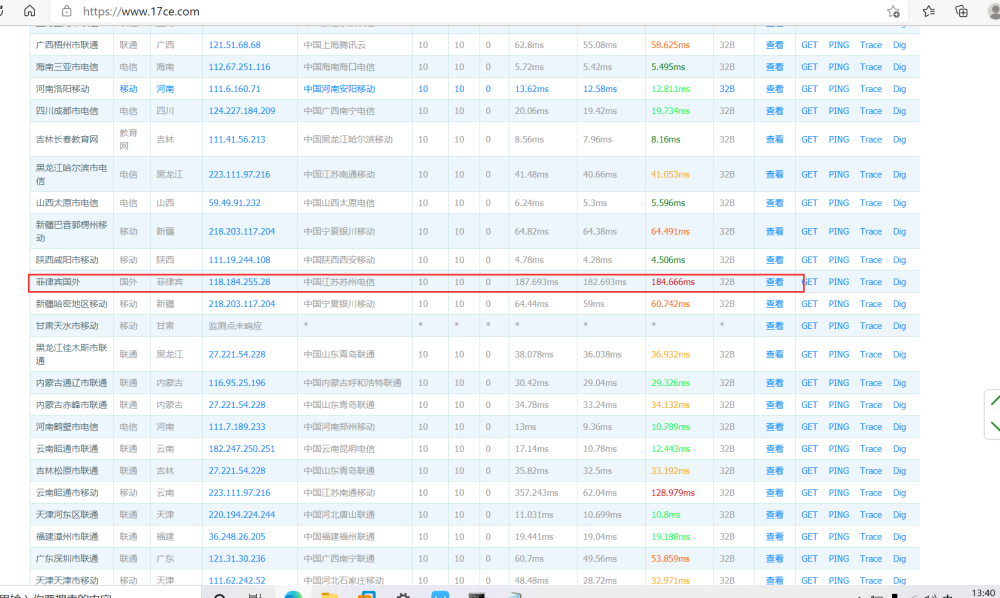 https://www.17ce.com
广西梧州市联通 联通 广西 121.51.68.68 中国上海腾讯云 10 10 0 62.8ms 55.08ms 58.625ms 32B 查看 GET PING Trace Dig
海南三亚市电信 电信 海南 112.67.251.116 中国海南海口电信 10 10 0 5.72ms 5.42ms 5.495ms 32B 查看 GET PING Trace Dig
河南洛阳移动 移动 河南 111.6.160.71 中国河南安阳移动 10 10 0 13.62ms 12.58ms 12.811ms 32B 查看 GET PING Trace Dig
四川成都市电信 电信 四川 124.227.184.209 中国广西南宁电信 10 10 0 20.06ms 19.42ms 19.734ms 32B 查看 GET PING Trace Dig
吉林长春教育网 教育网 吉林 111.41.56.213 中国黑龙江哈尔滨移动 10 10 0 8.56ms 7.96ms 8.16ms 32B 查看 GET PING Trace Dig
黑龙江哈尔滨市电信 电信 黑龙江 223.111.97.216 中国江苏南通移动 10 10 0 41.48ms 40.66ms 41.053ms 32B 查看 GET PING Trace Dig
山西太原市电信 电信 山西 59.49.91.232 中国山西太原电信 10 10 0 6.24ms 5.3ms 5.596ms 32B 查看 GET PING Trace Dig
新疆巴音郭楞州移动 移动 新疆 218.203.117.204 中国宁夏银川移动 10 10 0 64.82ms 64.38ms 64.491ms 32B 查看 GET PING Trace Dig
陕西咸阳市移动 移动 陕西 111.19.244.108 中国陕西西安移动 10 10 0 4.78ms 4.28ms 4.506ms 32B 查看 GET PING Trace Dig
菲律宾国外 国外 菲律宾 118.184.255.28 中国江苏苏州电信 10 10 0 187.693ms 182.693ms 184.666ms 32B 查看 GET PING Trace Dig
新疆哈密地区移动 移动 新疆 218.203.117.204 中国宁夏银川移动 10 10 0 64.44ms 59ms 60.742ms 32B 查看 GET PING Trace Dig
甘肃天水市移动 移动 甘肃 监测点未响应 * * * * * * * * 查看 GET PING Trace Dig
黑龙江佳木斯市联通 联通 黑龙江 27.221.54.228 中国山东青岛联通 10 10 0 38.078ms 36.038ms 36.932ms 32B 查看 GET PING Trace Dig
内蒙古通辽市联通 联通 内蒙古 116.95.25.196 中国内蒙古呼和浩特联通 10 10 0 30.42ms 29.04ms 29.326ms 32B 查看 GET PING Trace Dig
内蒙古赤峰市联通 联通 内蒙古 27.221.54.228 中国山东青岛联通 10 10 0 34.78ms 33.24ms 34.132ms 32B 查看 GET PING Trace Dig
河南鹤壁市电信 电信 河南 111.7.189.233 中国河南郑州移动 10 10 0 13ms 9.36ms 10.789ms 32B 查看 GET PING Trace Dig
云南昭通市联通 联通 云南 182.247.250.251 中国云南昆明电信 10 10 0 17.14ms 10.78ms 12.443ms 32B 查看 GET PING Trace Dig
吉林松原市联通 联通 吉林 27.221.54.228 中国山东青岛联通 10 10 0 35.82ms 32.5ms 33.192ms 32B 查看 GET PING Trace Dig
云南昭通市移动 移动 云南 223.111.97.216 中国江苏南通移动 10 10 0 357.243ms 62.04ms 128.979ms 32B 查看 GET PING Trace Dig
天津河东区联通 联通 天津 220.194.224.244 中国河北唐山联通 10 10 0 11.031ms 10.699ms 10.8ms 32B 查看 GET PING Trace Dig
福建漳州市联通 联通 福建 36.248.26.205 中国福建福州联通 10 10 0 19.441ms 19.04ms 19.188ms 32B 查看 GET PING Trace Dig
广东深圳市联通 联通 广东 121.31.30.236 中国广西南宁联通 10 10 0 60.7ms 49.56ms 53.859ms 32B 查看 GET PING Trace Dig
天津天津市移动 移动 天津 111.62.242.52 中国河北石家庄移动 10 10 0 48.48ms 28.72ms 32.971ms 32B 查看 GET PING Trace Dig
13:40